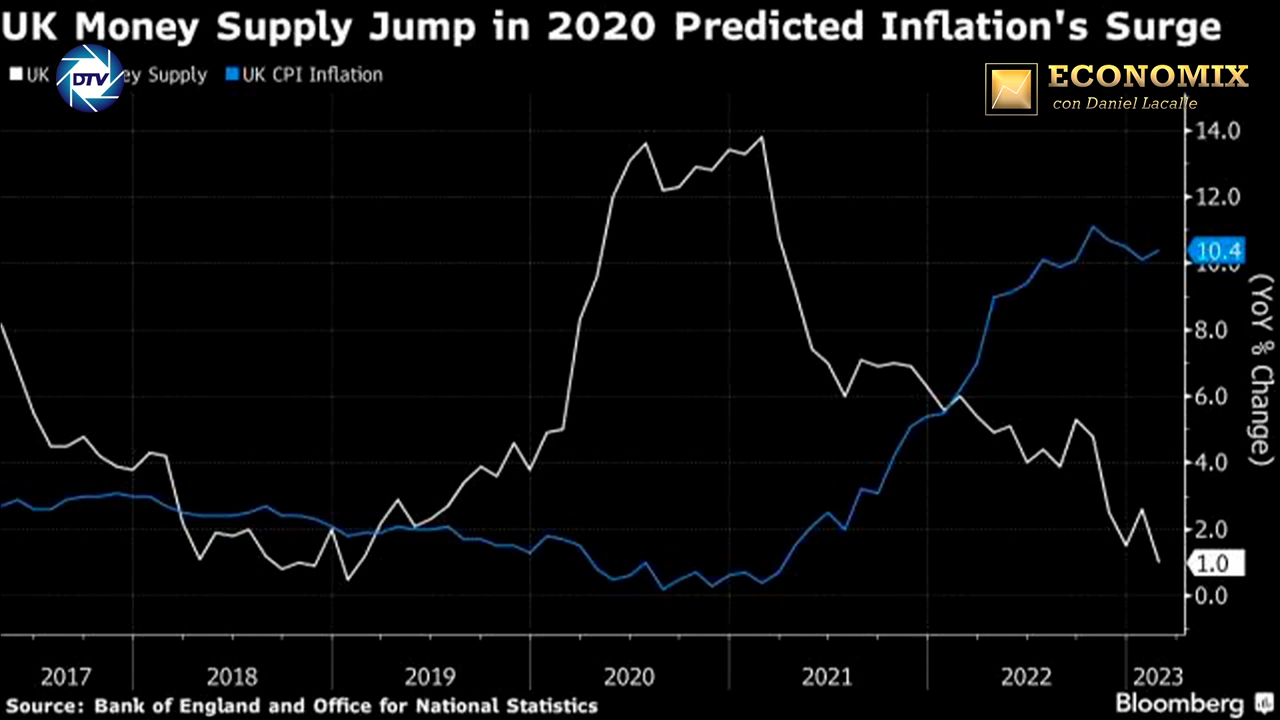 UK Money Supply Jump in 2020 Predicted Inflation's Surge
UK ey Supply UK CPI Inflation
DTV
ECONOMIX
con Daniel Lacalle
14.0
12.0
10.4
10.0
8.0
6.0
4.0
2.0
1.0
0.0
(YoY % Change)
2017 2018 2019 2020 2021 2022 2023
Source: Bank of England and Office for National Statistics
Bloomberg